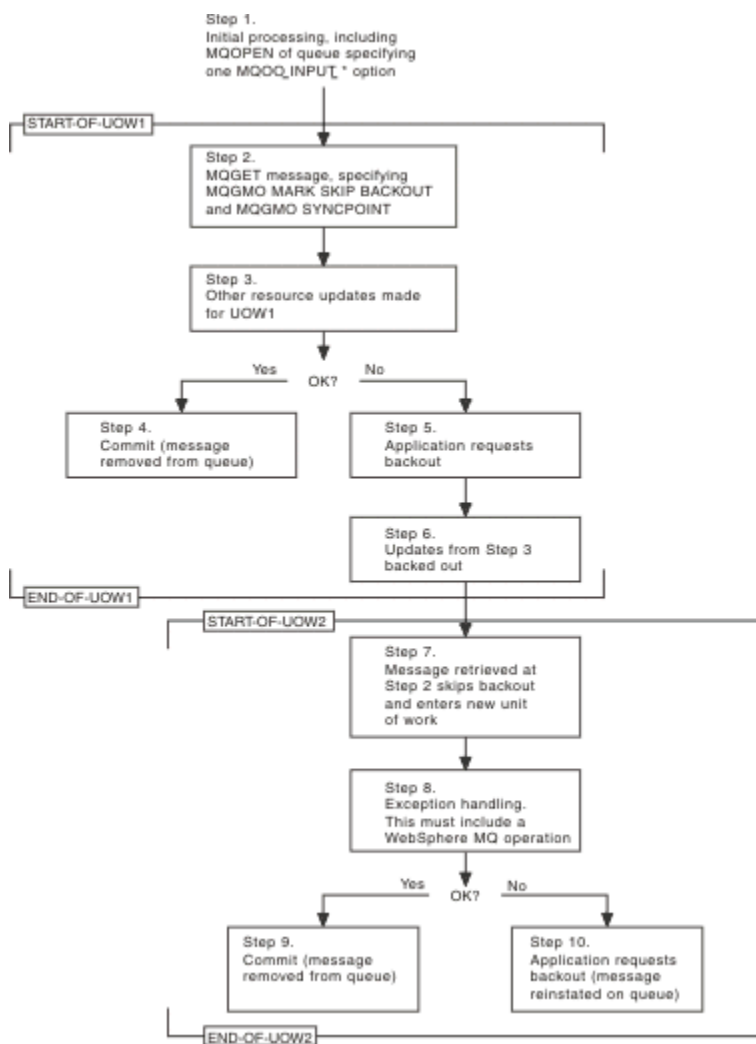 Step 1.
Initial processing, including
MQOPEN of queue specifying
one MQOO_INPUT_* option
START-OF-UOW1
Step 2.
MQGET message, specifying
MQGMO MARK SKIP BACKOUT
and MQGMO SYNCPOINT
Step 3.
Other resource updates made
for UOW1
Yes
OK?
No
Step 4.
Commit (message
removed from queue)
Step 5.
Application requests
backout
Step 6.
Updates from Step 3
backed out
END-OF-UOW1
START-OF-UOW2
Step 7.
Message retrieved at
Step 2 skips backout
and enters new unit
of work
Step 8.
Exception handling.
This must include a
WebSphere MQ operation
Yes
OK?
No
Step 9.
Commit (message
removed from queue)
Step 10.
Application requests
backout (message
reinstated on queue)
END-OF-UOW2